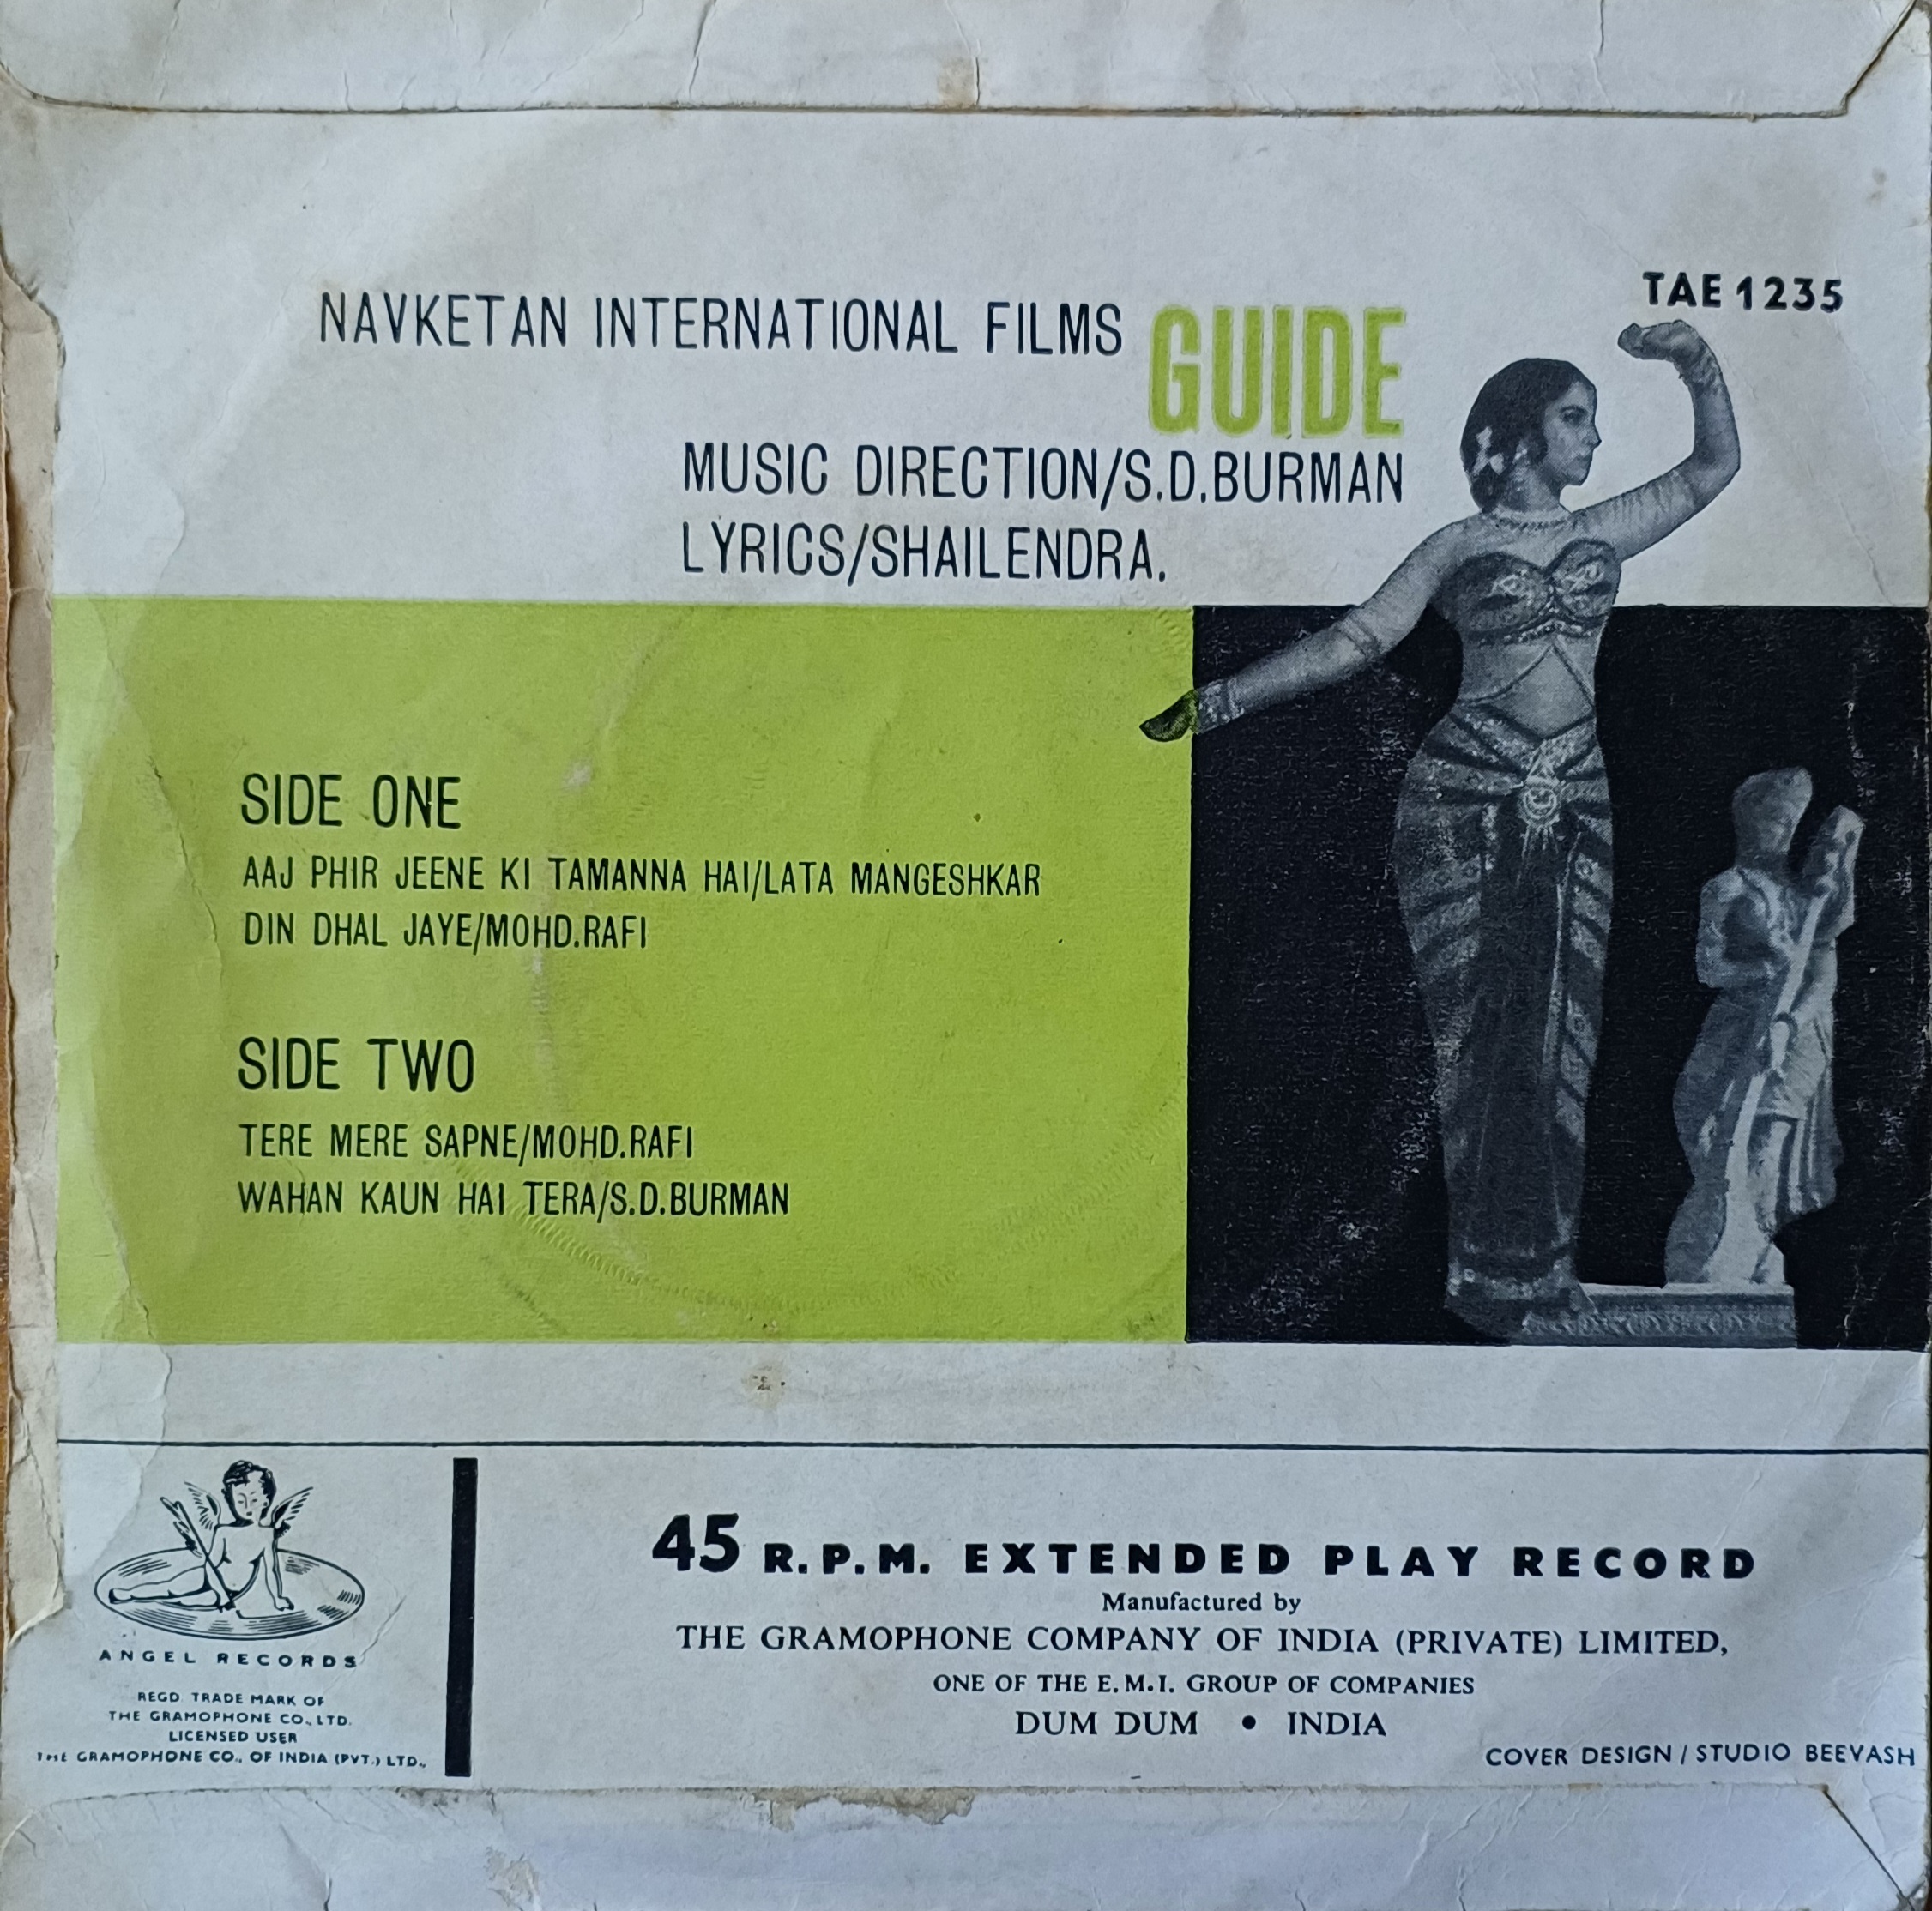 TAE 1235
NAVKETAN INTERNATIONAL FILMS GUIDE
MUSIC DIRECTION/S.D.BURMAN
LYRICS/SHAILENDRA.
SIDE ONE
AAJ PHIR JEENE KI TAMANNA HAI/LATA MANGESHKAR
DIN DHAL JAYE/MOHD.RAFI
SIDE TWO
TERE MERE SAPNE/MOHD.RAFI
WAHAN KAUN HAI TERA/S.D.BURMAN
ANGEL RECORDS
REGD. TRADE MARK OF
THE GRAMOPHONE CO., LTD.
LICENSED USER
THE GRAMOPHONE CO., OF INDIA (PVT.) LTD.,
45 R.P.M. EXTENDED PLAY RECORD
Manufactured by
THE GRAMOPHONE COMPANY OF INDIA (PRIVATE) LIMITED,
ONE OF THE E.M.I. GROUP OF COMPANIES
DUM DUM • INDIA
COVER DESIGN / STUDIO BEEVASH